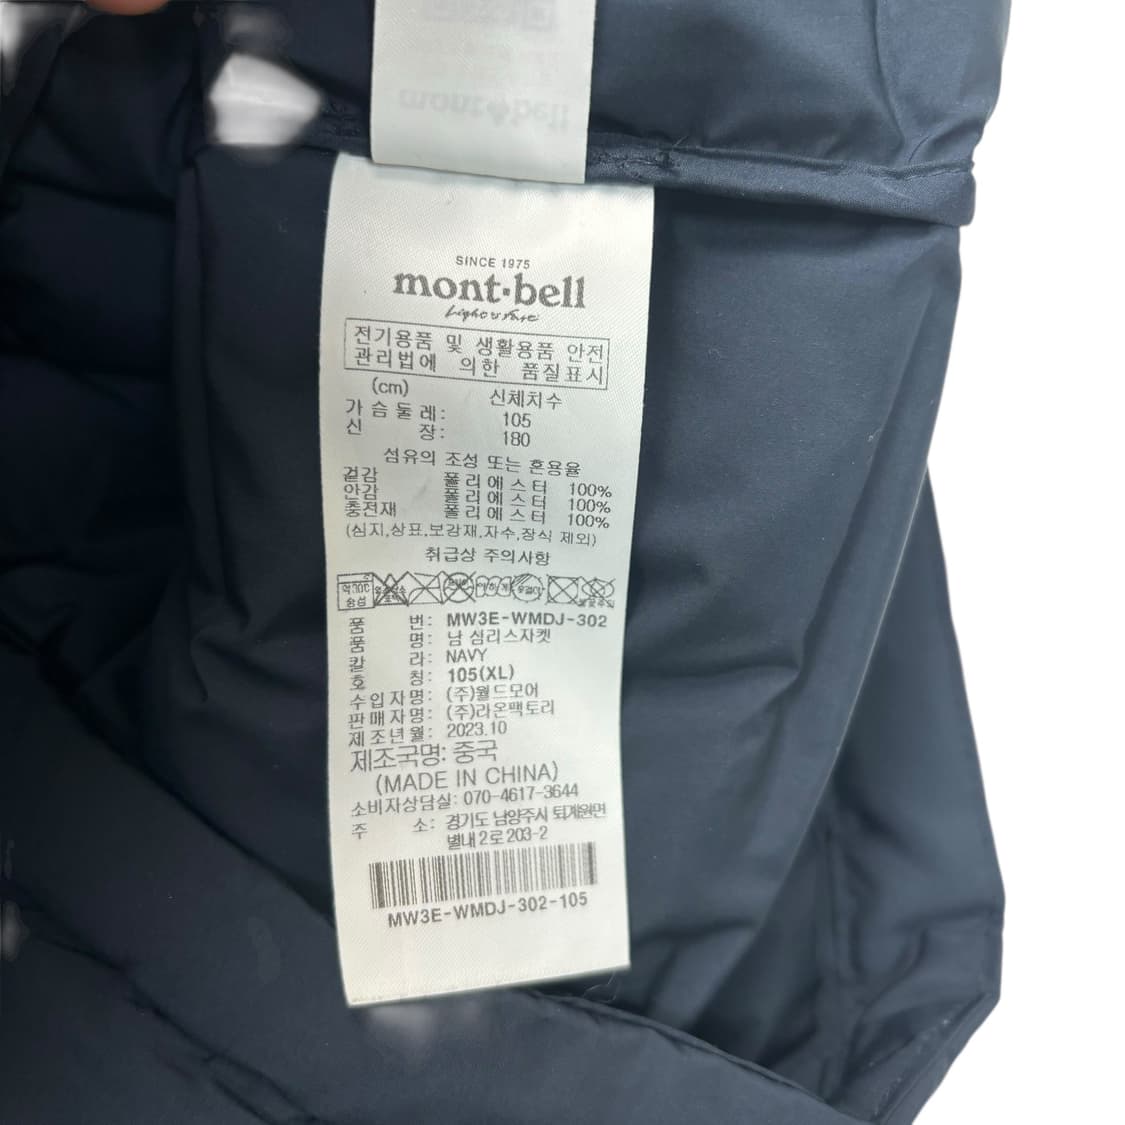 mont bell
SINCE 1975
mont·bell
전기용품 및 생활용품 안전
관리법에 의한 품질표시
(cm) 신체치수
가슴둘레: 105
신 장: 180
섬유의 조성 또는 혼용율
겉감 폴리에스터 100%
안감 폴리에스터 100%
충전재 폴리에스터 100%
(심지,상표,보강재,자수,장식 제외)
취급상 주의사항
품 번: MW3E-WMDJ-302
품 명: 남 심리스자켓
칼 라: NAVY
호 칭: 105(XL)
수입자명: (주)월드모어
판매자명: (주)라온팩토리
제조년월: 2023.10
제조국명: 중국
(MADE IN CHINA)
소비자상담실: 070-4617-3644
주 소: 경기도 남양주시 퇴계원면
별내2로 203-2
MW3E-WMDJ-302-105